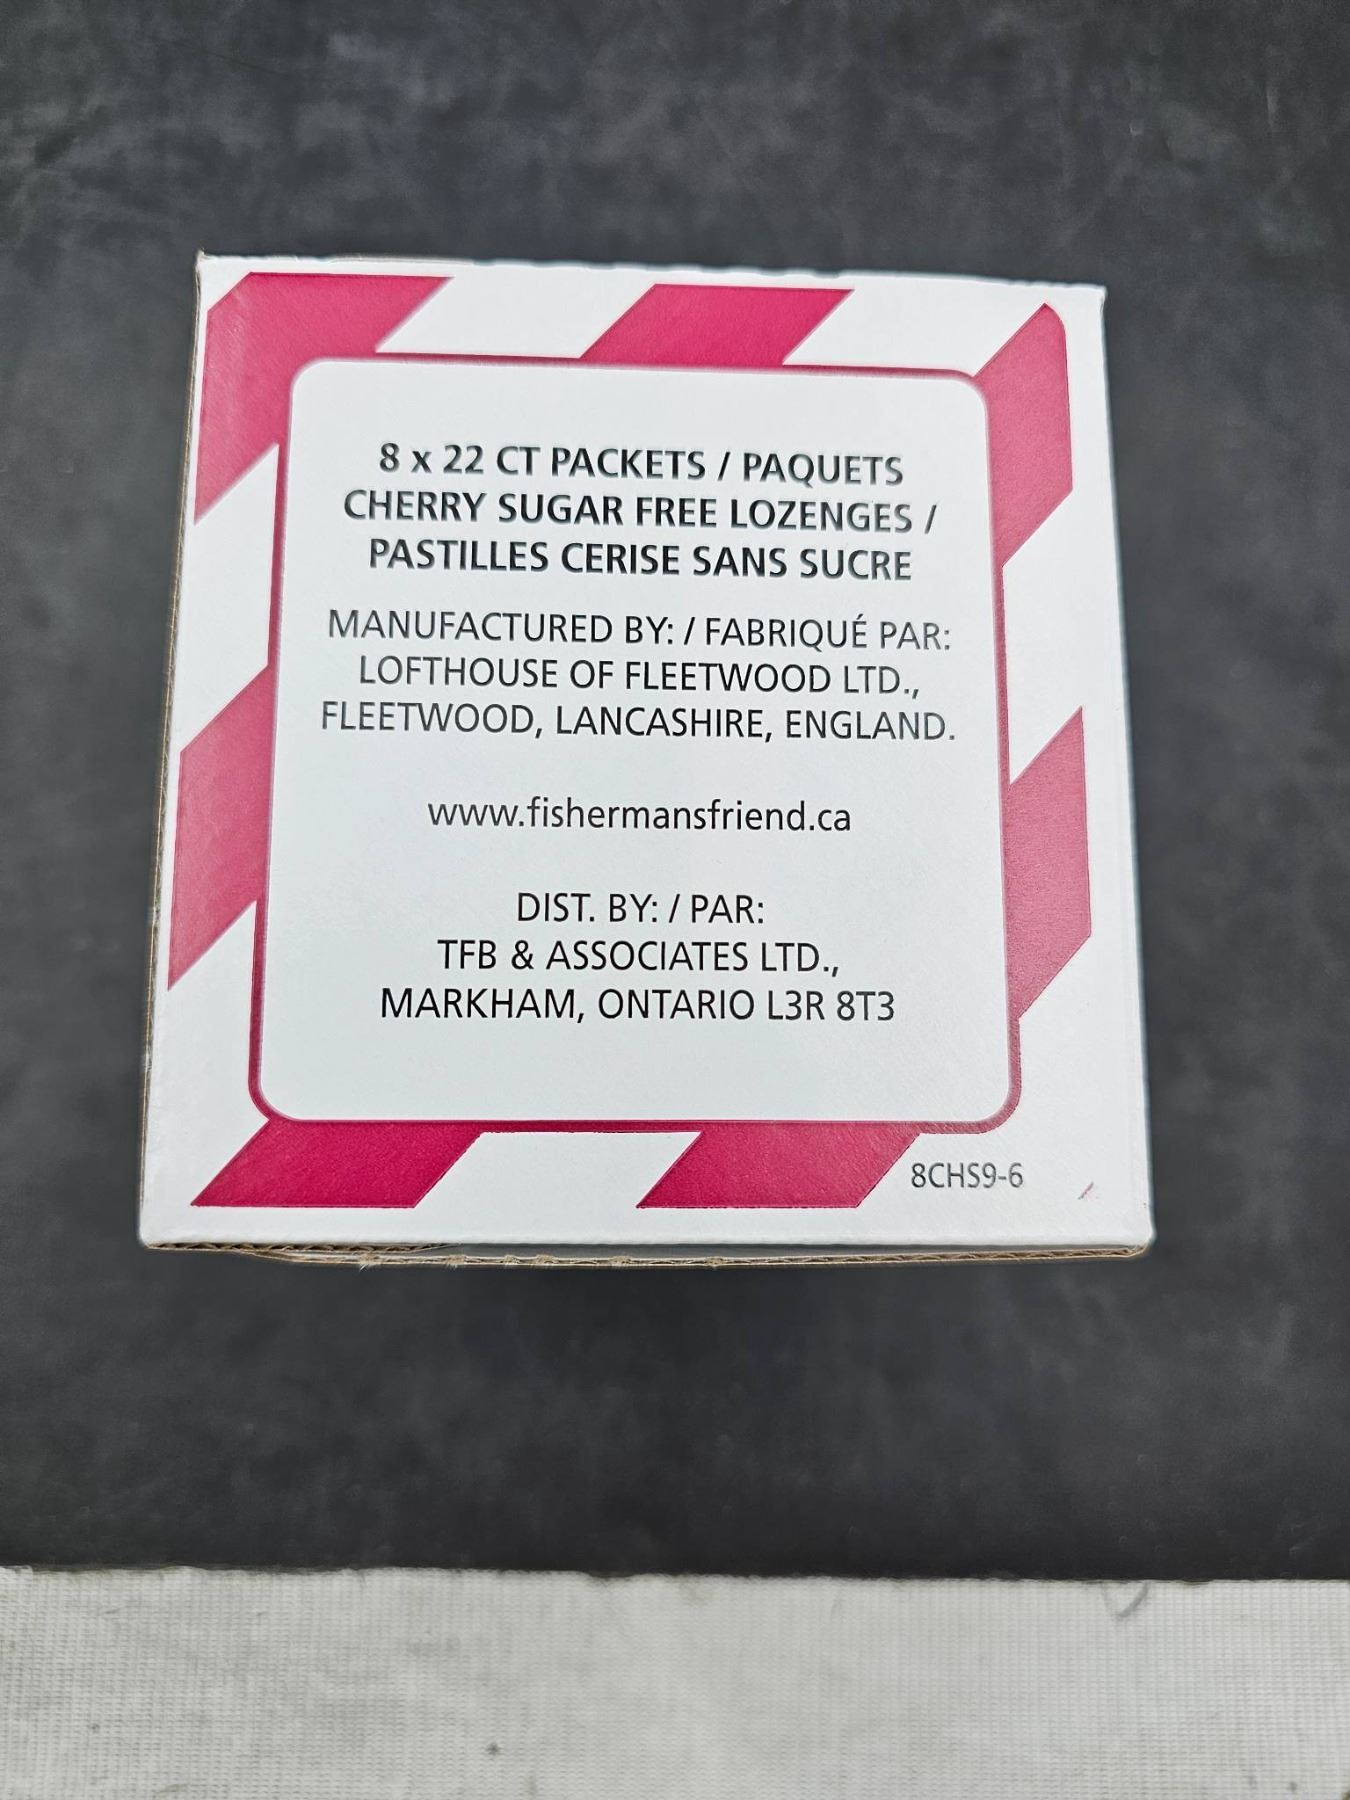 8 x 22 CT PACKETS / PAQUETS
CHERRY SUGAR FREE LOZENGES /
PASTILLES CERISE SANS SUCRE
MANUFACTURED BY: / FABRIQUÉ PAR:
LOFTHOUSE OF FLEETWOOD LTD.,
FLEETWOOD, LANCASHIRE, ENGLAND.
www.fishermansfriend.ca
DIST. BY: / PAR:
TFB & ASSOCIATES LTD.,
MARKHAM, ONTARIO L3R 8T3
8CHS9-6